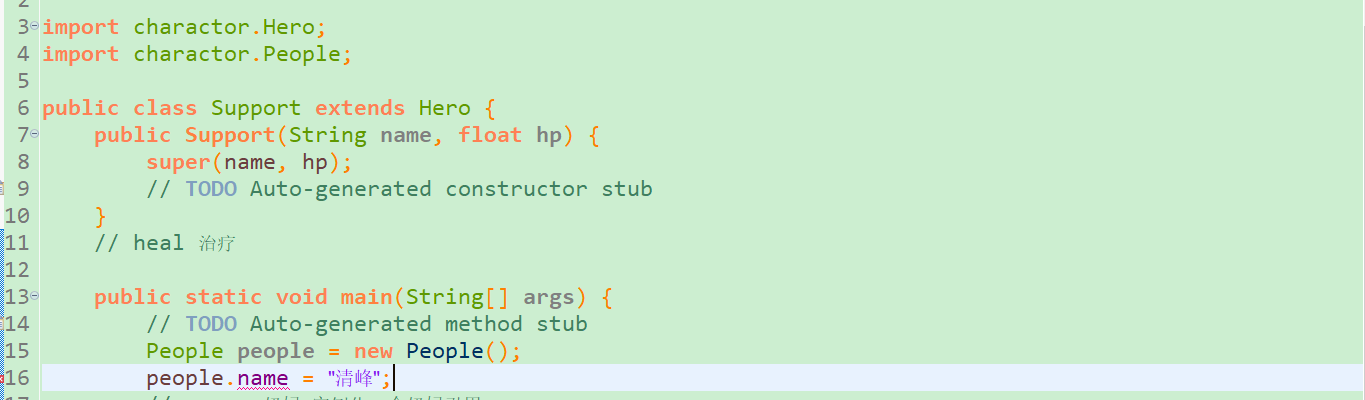 3 import charactor.Hero;
4 import charactor.People;
5
6 public class Support extends Hero {
7 public Support(String name, float hp) {
8 super(name, hp);
9 // TODO Auto-generated constructor stub
10 }
11 // heal 治疗
12
13 public static void main(String[] args) {
14 // TODO Auto-generated method stub
15 People people = new People();
16 people.name = "清峰";